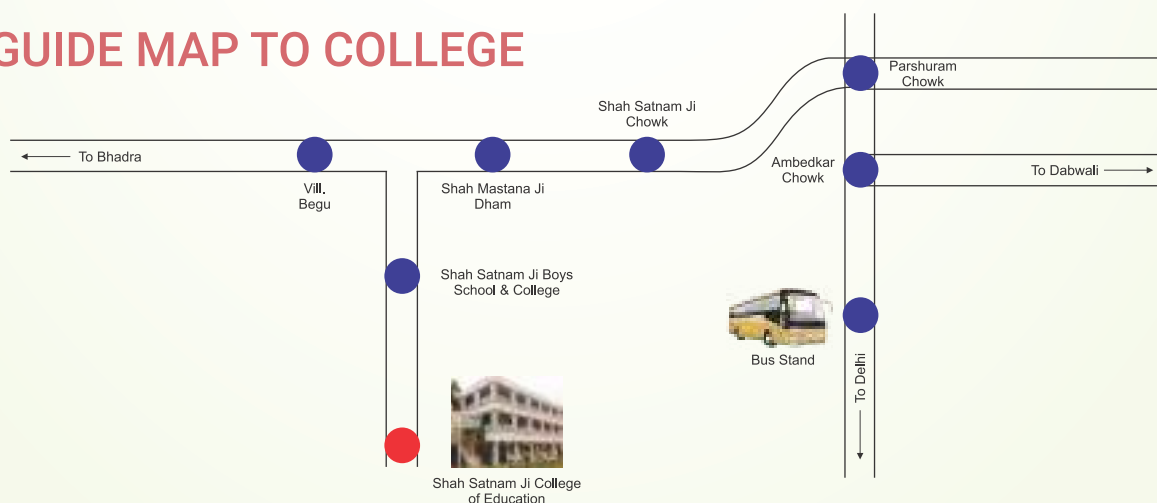 GUIDE MAP TO COLLEGE
Parshuram
Chowk
Shah Satnam Ji
Chowk
To Bhadra
Ambedkar
Chowk
To Dabwali
Vill.
Begu
Shah Mastana Ji
Dham
Shah Satnam Ji Boys
School & College
Bus Stand
To Delhi
Shah Satnam Ji College
of Education